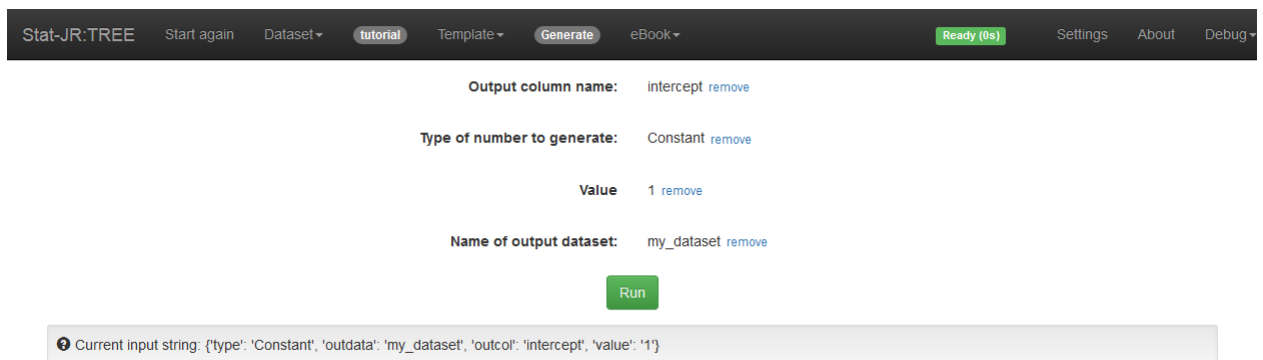 Stat-JR:TREE Start again Dataset tutorial Template Generate eBook Ready (0s) Settings About Debug
Output column name: intercept remove
Type of number to generate: Constant remove
Value 1 remove
Name of output dataset: my_dataset remove
Run
Current input string: {'type': 'Constant', 'outdata': 'my_dataset', 'outcol': 'intercept', 'value': '1'}